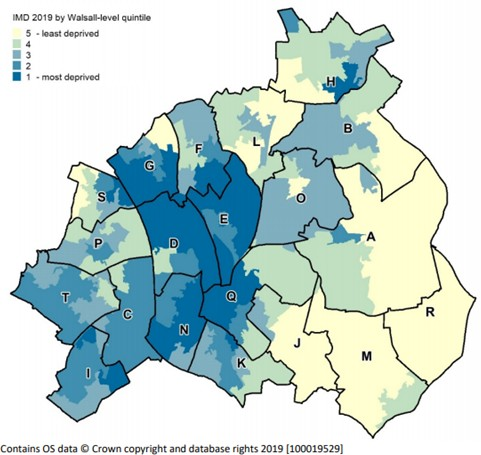 IMD 2019 by Walsall-level quintile
5 - least deprived
4
3
2
1 - most deprived
H
B
L
F
G
S
O
E
A
P
D
T
C
Q
R
N
J
M
K
I
Contains OS data © Crown copyright and database rights 2019 [100019529]